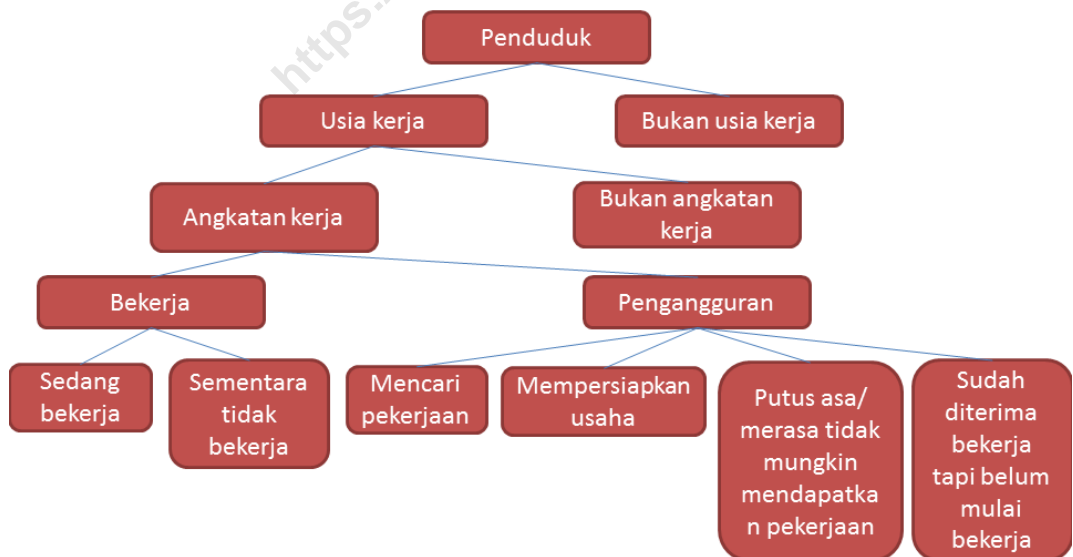 https:
Penduduk
Usia kerja
Bukan usia kerja
Angkatan kerja
Bukan angkatan
kerja
Bekerja
Pengangguran
Sedang
bekerja
Sementara
tidak
bekerja
Mencari
pekerjaan
Mempersiapkan
usaha
Putus asa/
merasa tidak
mungkin
mendapatka
n pekerjaan
Sudah
diterima
bekerja
tapi belum
mulai
bekerja